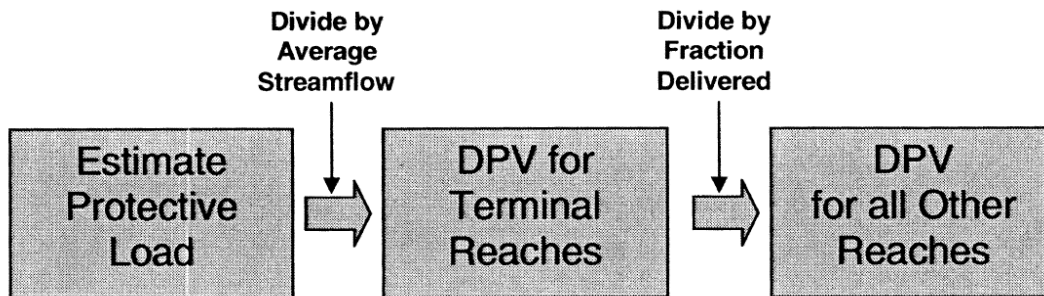 Divide by
Average
Streamflow
Divide by
Fraction
Delivered
Estimate
Protective
Load
DPV for
Terminal
Reaches
DPV
for all Other
Reaches